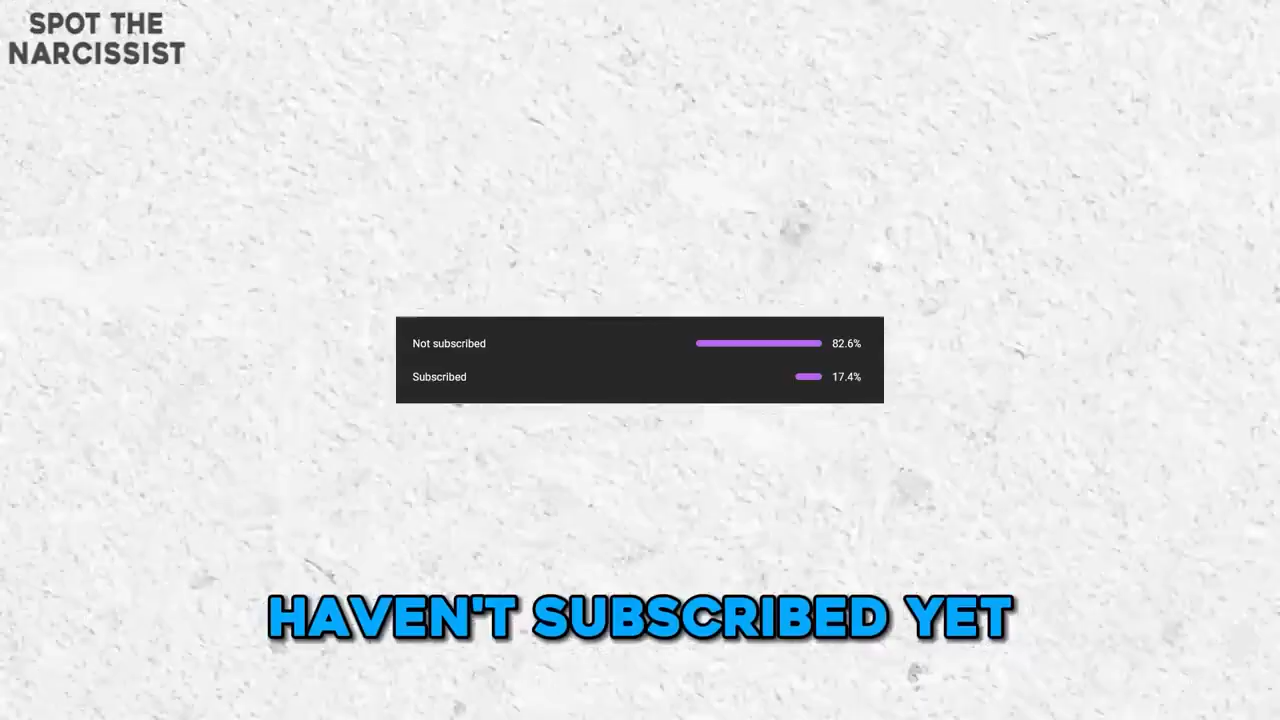 SPOT THE
NARCISSIST
Not subscribed 82.6%
Subscribed 17.4%
HAVEN'T SUBSCRIBED YET